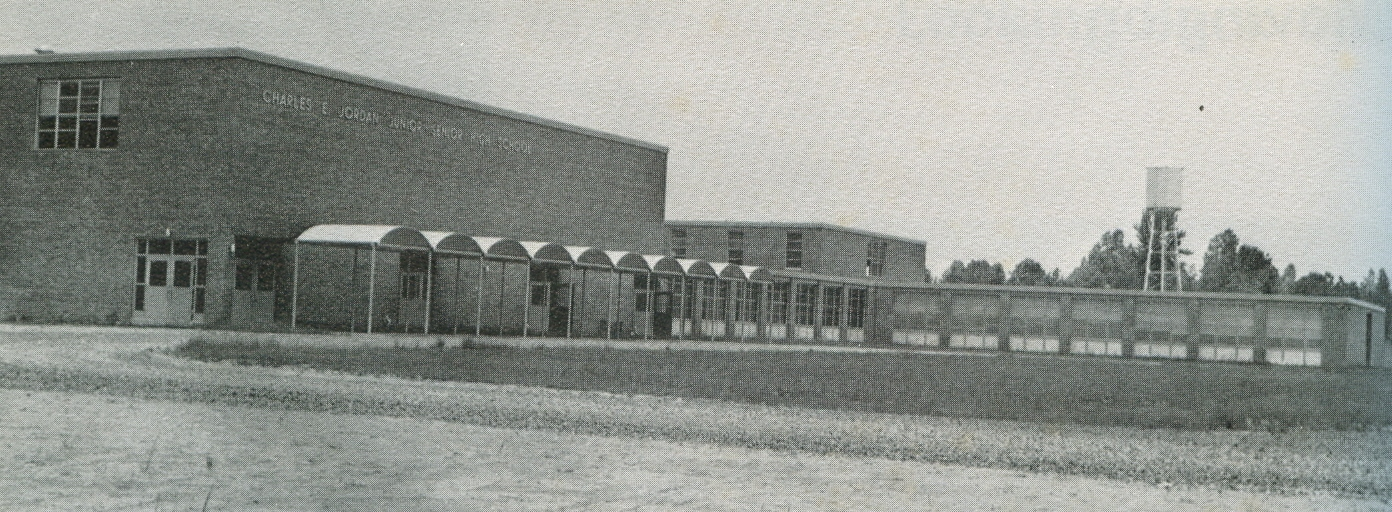 CHARLES E. JORDAN JUNIOR SENIOR HIGH SCHOOL